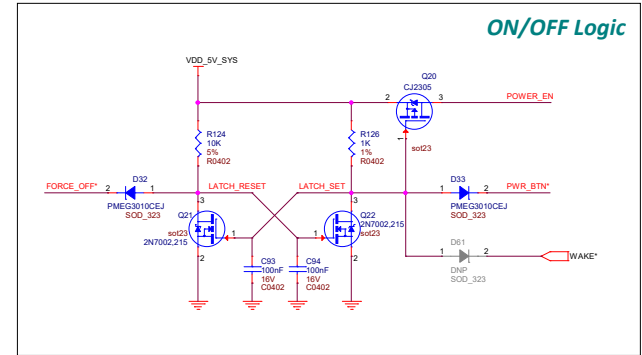 ON/OFF Logic
VDD_5V_SYS
Q20
CJ2305
2
3
POWER_EN
1
sot23
R124
10K
5%
R0402
R126
1K
1%
R0402
FORCE_OFF*
2
D32
1
PMEG3010CEJ
SOD_323
LATCH_RESET
LATCH_SET
1
D33
2
PWR_BTN*
PMEG3010CEJ
SOD_323
Q21
3
sot23
2N7002,215
1
2
3
Q22
2N7002,215
sot23
1
2
D61
1
2
DNP
SOD_323
WAKE*
C93
100nF
16V
C0402
C94
100nF
16V
C0402